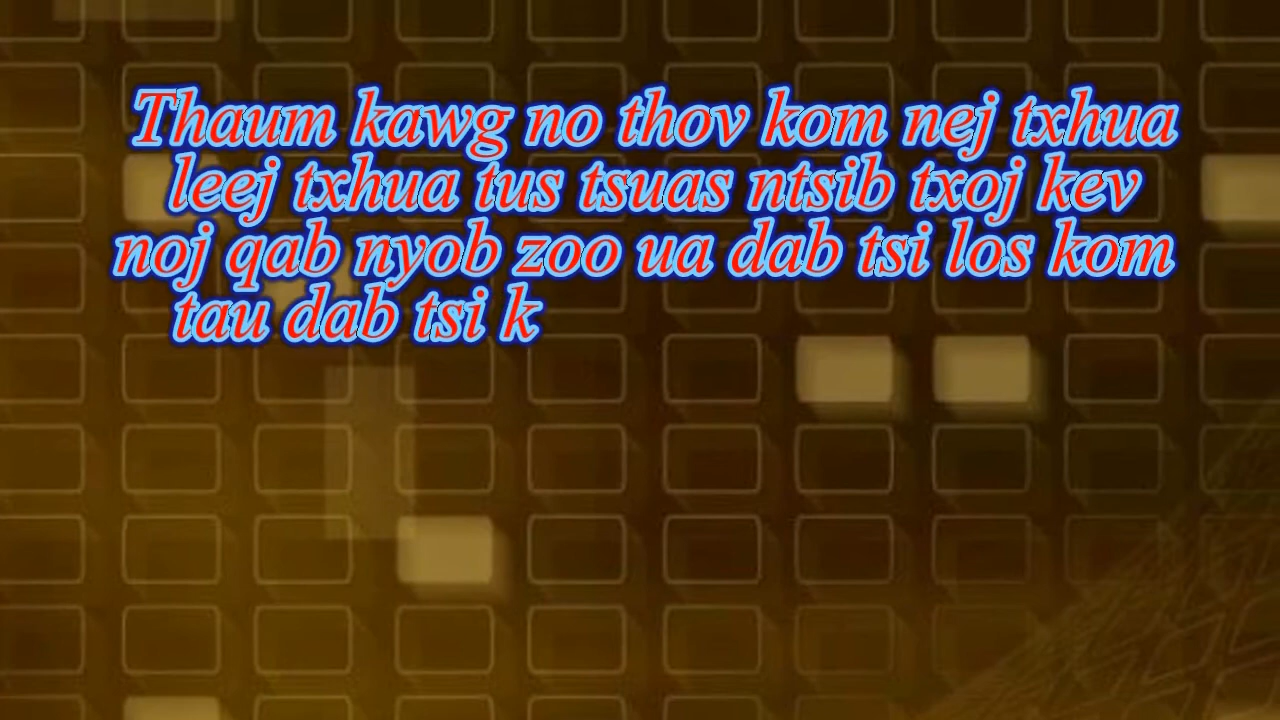 Thaum kawg no thov kom nej txhua
leej txhua tus tsuas ntsib txoj kev
noj qab nyob zoo ua dab tsi los kom
tau dab tsi k